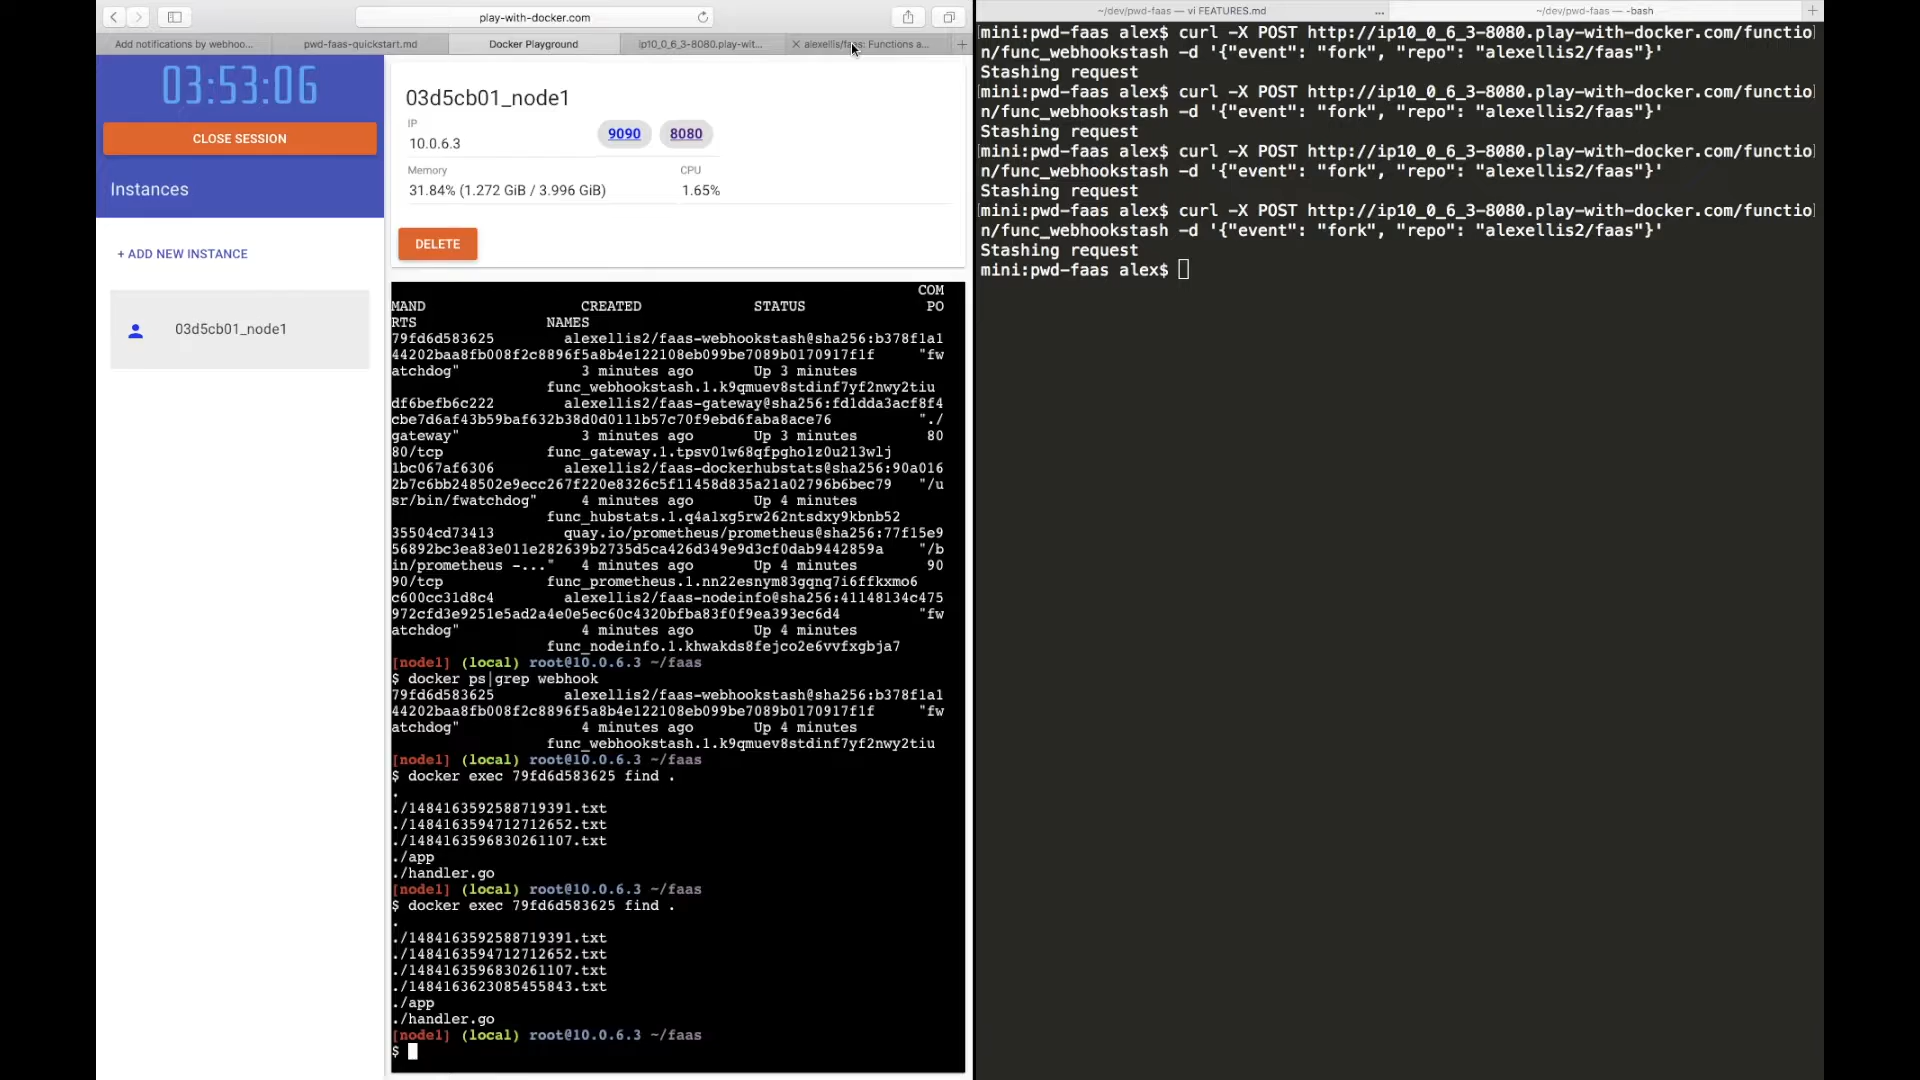 play-with-docker.com
Add notifications by webhoo...
pwd-faas-quickstart.md
Docker Playground
ip10_0_6_3-8080.play-wit...
alexellis/faas: Functions a...
~/dev/pwd-faas — vi FEATURES.md
...
~/dev/pwd-faas — -bash
03:53:06
CLOSE SESSION
Instances
+ ADD NEW INSTANCE
03d5cb01_node1
03d5cb01_node1
IP
10.0.6.3
9090
8080
Memory
31.84% (1.272 GiB / 3.996 GiB)
CPU
1.65%
DELETE
COM
MAND CREATED STATUS PO
RTS NAMES
79fd6d583625 alexellis2/faas-webhookstash@sha256:b378f1a1
44202baa8fb008f2c8896f5a8b4e122108eb099be7089b0170917f1f "fw
atchdog" 3 minutes ago Up 3 minutes
func_webhookstash.1.k9qmuev8stdinf7yf2nwy2tiu
df6befb6c222 alexellis2/faas-gateway@sha256:fd1dda3acf8f4
cbe7d6af43b59baf632b38d0d0111b57c70f9ebd6faba8ace76 "./
gateway" 3 minutes ago Up 3 minutes 80
80/tcp func_gateway.1.tpsv01w68qfpgho1z0u213wlj
1bc067af6306 alexellis2/faas-dockerhubstats@sha256:90a016
2b7c6bb248502e9ecc267f220e8326c5f11458d835a21a02796b6bec79 "/u
sr/bin/fwatchdog" 4 minutes ago Up 4 minutes
func_hubstats.1.q4alxg5rw262ntsdxy9kbnb52
35504cd73413 quay.io/prometheus/prometheus@sha256:77f15e9
56892bc3ea83e011e282639b2735d5ca426d349e9d3cf0dab9442859a "/b
in/prometheus -..." 4 minutes ago Up 4 minutes 90
90/tcp func_prometheus.1.nn22esnym83gqnq7i6ffkxmo6
c600cc31d8c4 alexellis2/faas-nodeinfo@sha256:41148134c475
972cfd3e9251e5ad2a4e0e5ec60c4320bfba83f0f9ea393ec6d4 "fw
atchdog" 4 minutes ago Up 4 minutes
func_nodeinfo.1.khwakds8fejco2e6vvfxgbja7
[node1] (local) root@10.0.6.3 ~/faas
$ docker ps|grep webhook
79fd6d583625 alexellis2/faas-webhookstash@sha256:b378f1a1
44202baa8fb008f2c8896f5a8b4e122108eb099be7089b0170917f1f "fw
atchdog" 4 minutes ago Up 4 minutes
func_webhookstash.1.k9qmuev8stdinf7yf2nwy2tiu
[node1] (local) root@10.0.6.3 ~/faas
$ docker exec 79fd6d583625 find .
.
./1484163592588719391.txt
./1484163594712712652.txt
./1484163596830261107.txt
./app
./handler.go
[node1] (local) root@10.0.6.3 ~/faas
$ docker exec 79fd6d583625 find .
.
./1484163592588719391.txt
./1484163594712712652.txt
./1484163596830261107.txt
./1484163623085455843.txt
./app
./handler.go
[node1] (local) root@10.0.6.3 ~/faas
$
[mini:pwd-faas alex$ curl -X POST http://ip10_0_6_3-8080.play-with-docker.com/functio]
n/func_webhookstash -d '{"event": "fork", "repo": "alexellis2/faas"}'
Stashing request
[mini:pwd-faas alex$ curl -X POST http://ip10_0_6_3-8080.play-with-docker.com/functio]
n/func_webhookstash -d '{"event": "fork", "repo": "alexellis2/faas"}'
Stashing request
[mini:pwd-faas alex$ curl -X POST http://ip10_0_6_3-8080.play-with-docker.com/functio]
n/func_webhookstash -d '{"event": "fork", "repo": "alexellis2/faas"}'
Stashing request
[mini:pwd-faas alex$ curl -X POST http://ip10_0_6_3-8080.play-with-docker.com/functio]
n/func_webhookstash -d '{"event": "fork", "repo": "alexellis2/faas"}'
Stashing request
mini:pwd-faas alex$